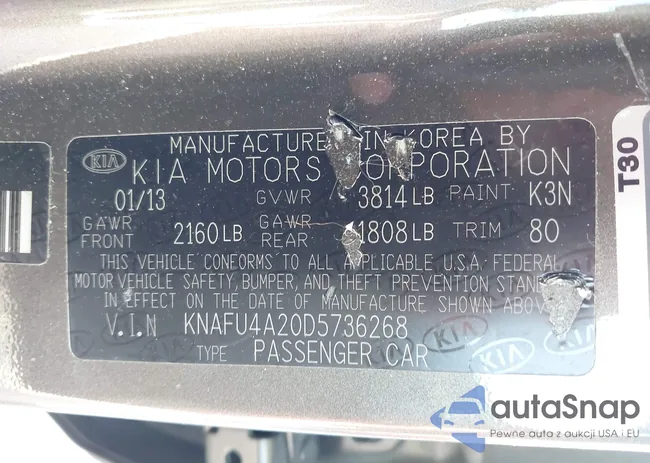 MANUFACTURED IN KOREA BY
KIA KIA MOTORS CORPORATION
01/13 GVWR 3814 LB PAINT K3N
GAWR FRONT 2160 LB GAWR REAR 1808 LB TRIM 80
THIS VEHICLE CONFORMS TO ALL APPLICABLE U.S.A. FEDERAL
MOTOR VEHICLE SAFETY, BUMPER, AND THEFT PREVENTION
IN EFFECT ON THE DATE OF MANUFACTURE SHOWN ABOVE
V.I.N KNAFU4A20D5736268
TYPE PASSENGER CAR
KIA
T30
autaSnap
Pewne auta z aukcji USA i EU